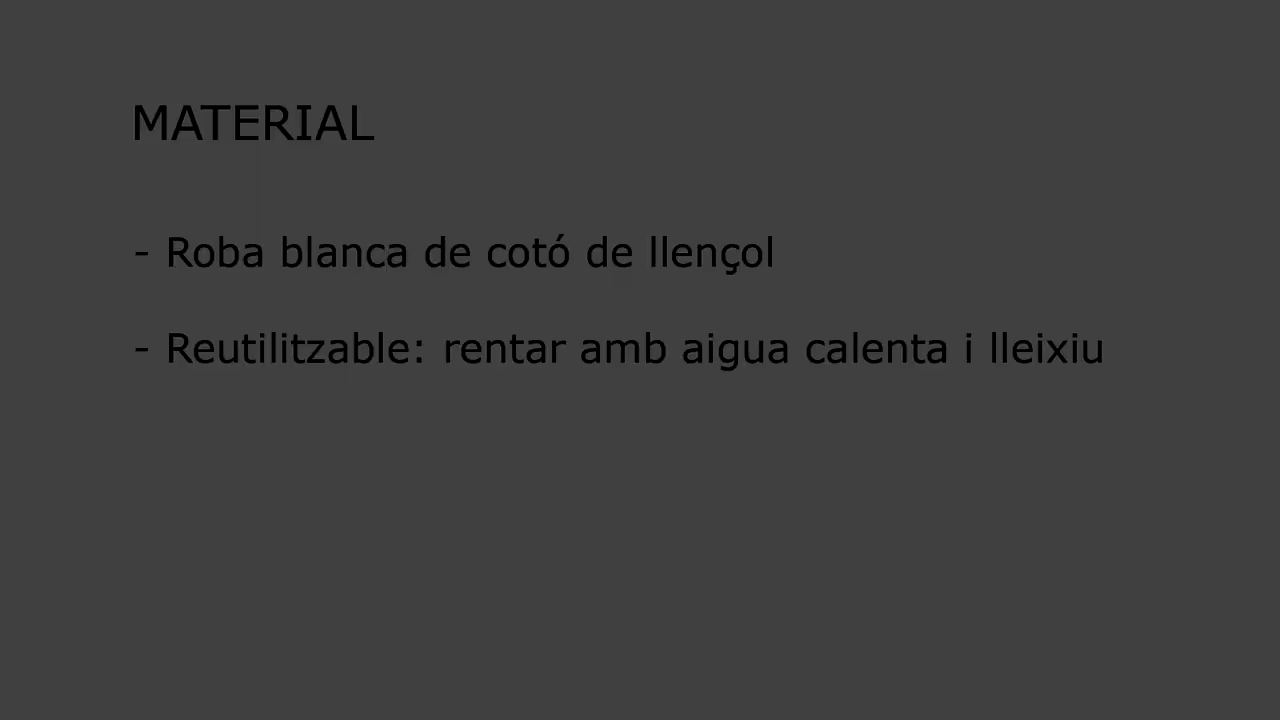 MATERIAL
- Roba blanca de cotó de llençol
- Reutilitzable: rentar amb aigua calenta i lleixiu